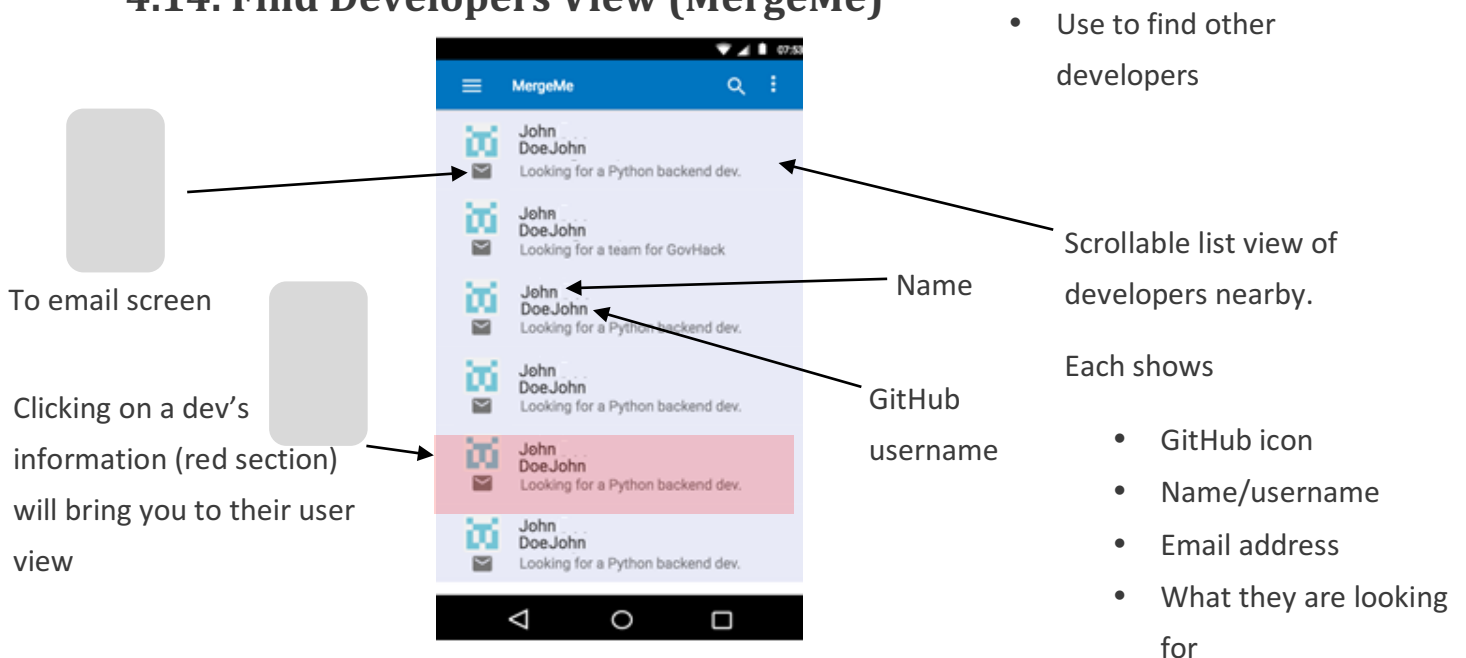 4.14. Find Developers View (MergeMe)
• Use to find other
developers
07:53
MergeMe
John
DoeJohn
Looking for a Python backend dev.
John
DoeJohn
Looking for a team for GovHack
John
DoeJohn
Looking for a Python backend dev.
John
DoeJohn
Looking for a Python backend dev.
John
DoeJohn
Looking for a Python backend dev.
John
DoeJohn
Looking for a Python backend dev.
To email screen
Clicking on a dev’s
information (red section)
will bring you to their user
view
Name
GitHub
username
Scrollable list view of
developers nearby.
Each shows
• GitHub icon
• Name/username
• Email address
• What they are looking
for